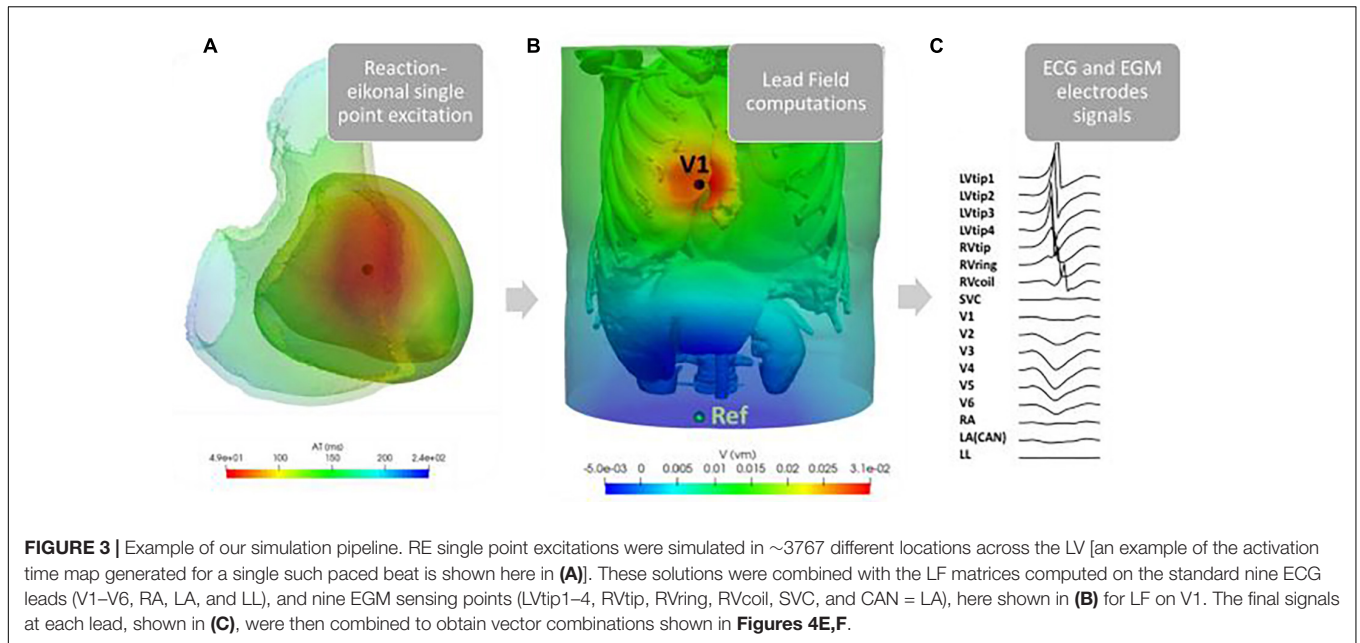 A
Reaction-
eikonal single
point excitation
AT (ms)
4.9e+01 100 150 200 2.4e+02
B
Lead Field
computations
V1
Ref
V (vm)
-5.0e-03 0 0.005 0.01 0.015 0.02 0.025 3.1e-02
C
ECG and EGM
electrodes
signals
LVtip1
LVtip2
LVtip3
LVtip4
RVtip
RVring
RVcoil
SVC
V1
V2
V3
V4
V5
V6
RA
LA(CAN)
LL
FIGURE 3 | Example of our simulation pipeline. RE single point excitations were simulated in ~3767 different locations across the LV [an example of the activation
time map generated for a single such paced beat is shown here in (A)]. These solutions were combined with the LF matrices computed on the standard nine ECG
leads (V1–V6, RA, LA, and LL), and nine EGM sensing points (LVtip1–4, RVtip, RVring, RVcoil, SVC, and CAN = LA), here shown in (B) for LF on V1. The final signals
at each lead, shown in (C), were then combined to obtain vector combinations shown in Figures 4E,F.